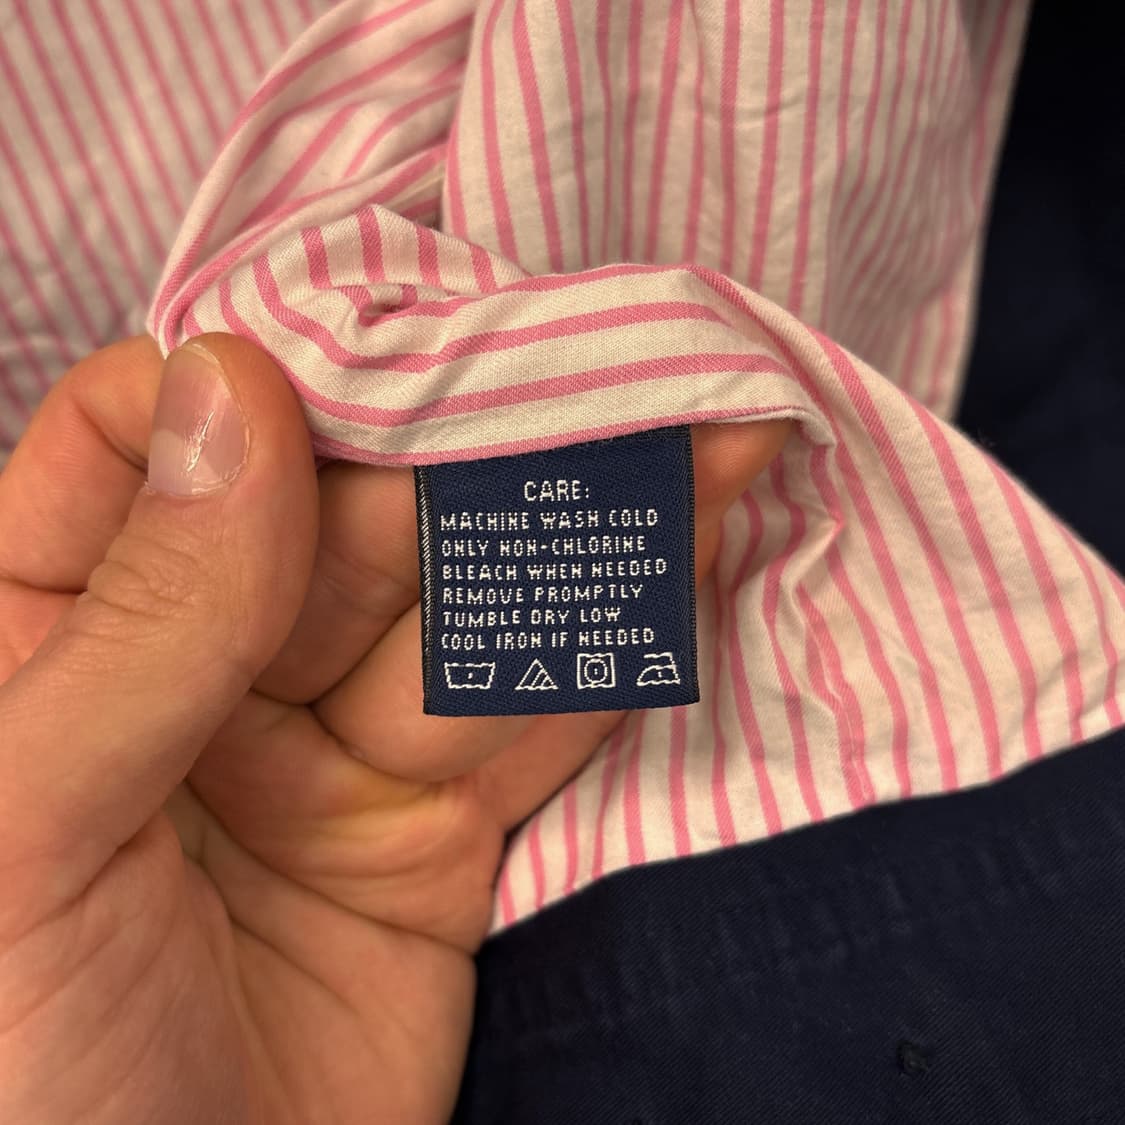 CARE:
MACHINE WASH COLD
ONLY NON-CHLORINE
BLEACH WHEN NEEDED
REMOVE PROMPTLY
TUMBLE DRY LOW
COOL IRON IF NEEDED